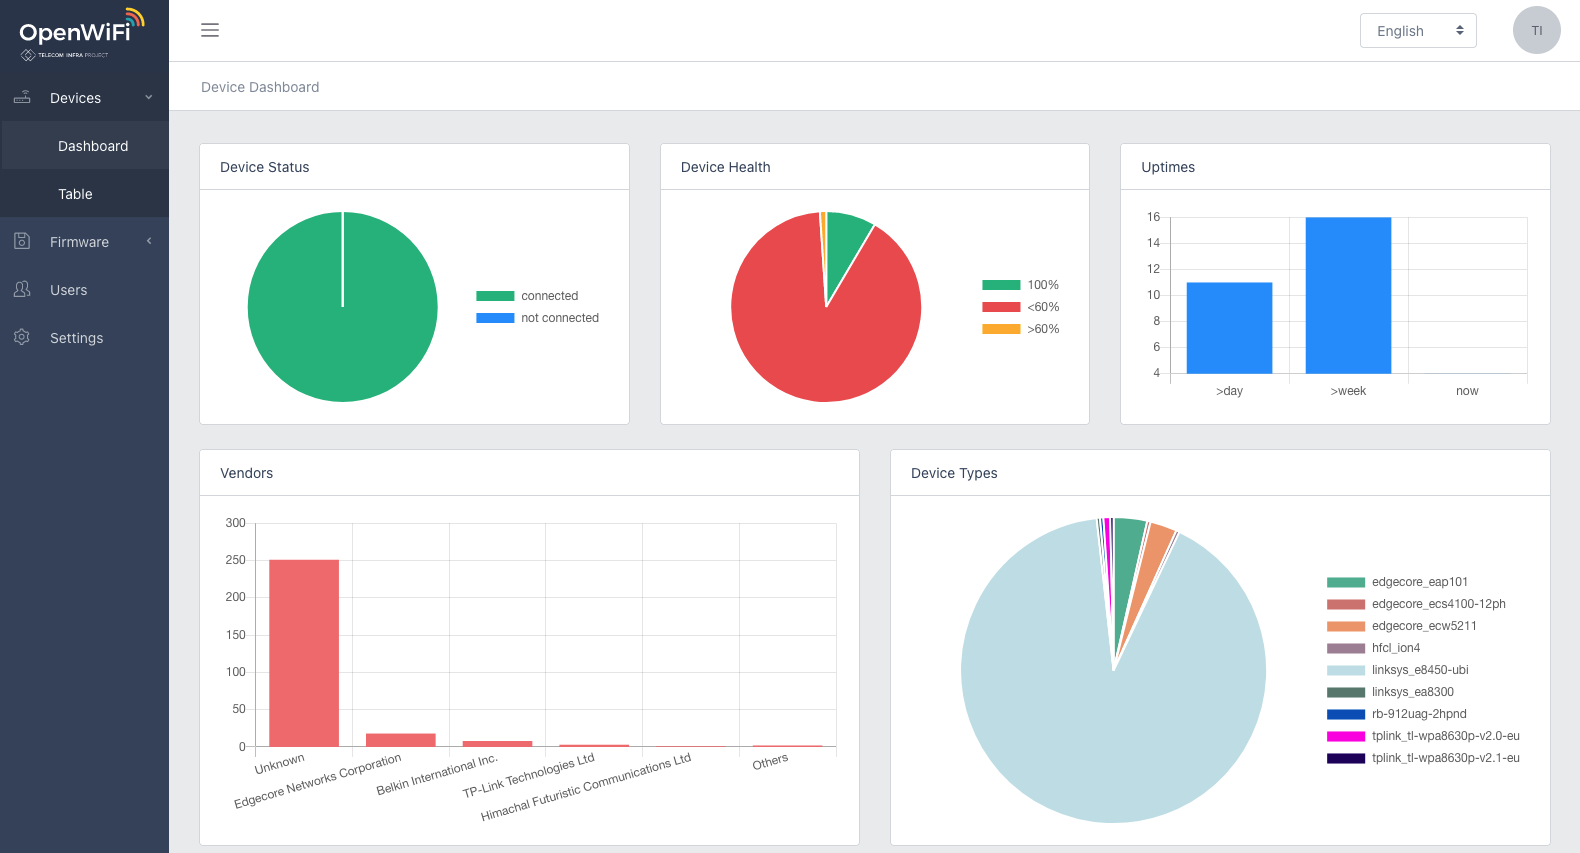 OpenWiFi
TELECOM INFRA PROJECT
English
TI
Device Dashboard
Devices
Dashboard
Table
Firmware
Users
Settings
Device Status
connected
not connected
Device Health
100%
<60%
>60%
Uptimes
16
14
12
10
8
6
4
>day
>week
now
Vendors
300
250
200
150
100
50
0
Unknown
Edgecore Networks Corporation
Belkin International Inc.
TP-Link Technologies Ltd
Himachal Futuristic Communications Ltd
Others
Device Types
edgecore_eap101
edgecore_ecs4100-12ph
edgecore_ecw5211
hfcl_ion4
linksys_e8450-ubi
linksys_ea8300
rb-912uag-2hpnd
tplink_tl-wpa8630p-v2.0-eu
tplink_tl-wpa8630p-v2.1-eu